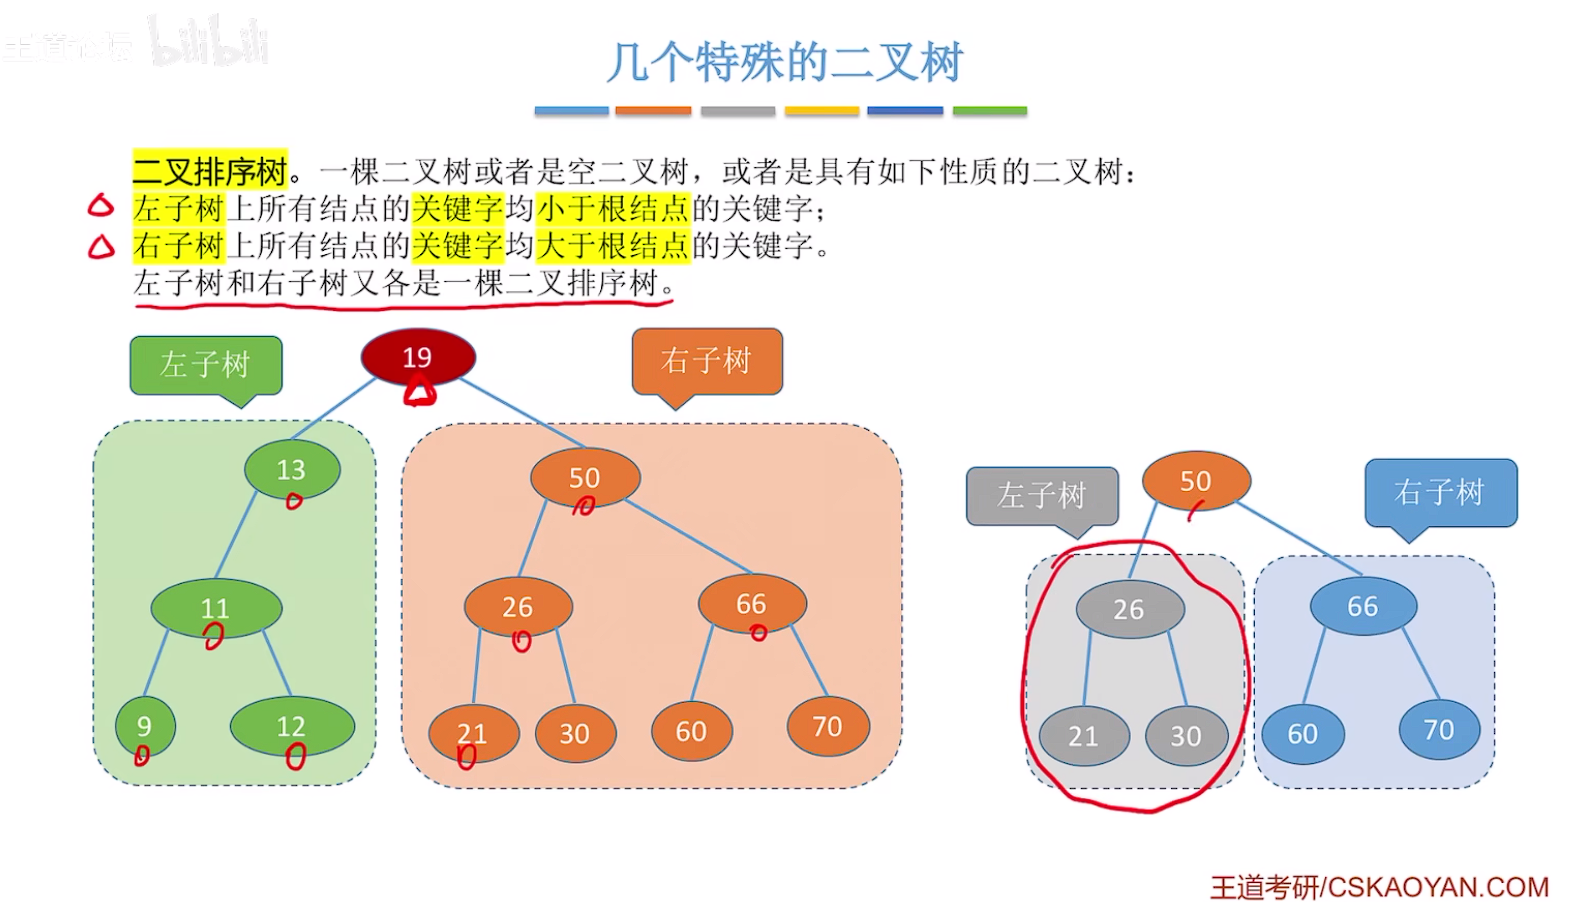 王道论坛 bilibili
几个特殊的二叉树
二叉排序树。一棵二叉树或者是空二叉树，或者是具有如下性质的二叉树：
左子树上所有结点的关键字均小于根结点的关键字；
右子树上所有结点的关键字均大于根结点的关键字。
左子树和右子树又各是一棵二叉排序树。
左子树
19
右子树
13
50
11
26
66
9
12
21
30
60
70
左子树
50
右子树
26
66
21
30
60
70
王道考研/CSKAOYAN.COM